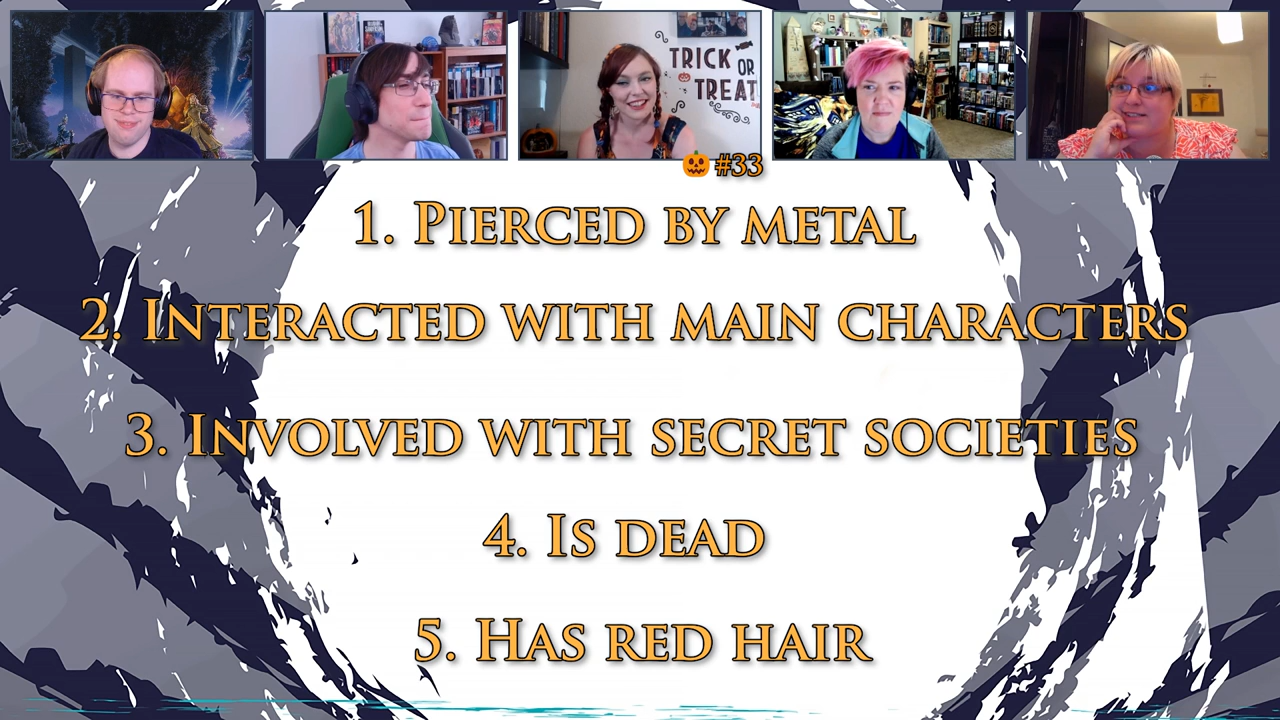 TRICK
OR
TREAT
#33
1. Pierced by metal
2. Interacted with main characters
3. Involved with secret societies
4. Is dead
5. Has red hair